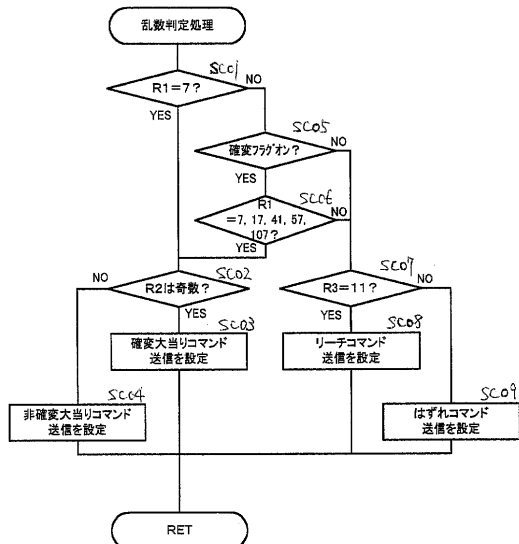 乱数判定処理
SC01
R1=7?
NO
YES
SC05
確変フラグオン?
NO
YES
SC06
R1
=7, 17, 41, 57,
107?
NO
YES
SC02
R2は奇数?
NO
YES
SC07
R3=11?
NO
YES
SC03
確変大当りコマンド
送信を設定
SC08
リーチコマンド
送信を設定
SC04
非確変大当りコマンド
送信を設定
SC09
はずれコマンド
送信を設定
RET